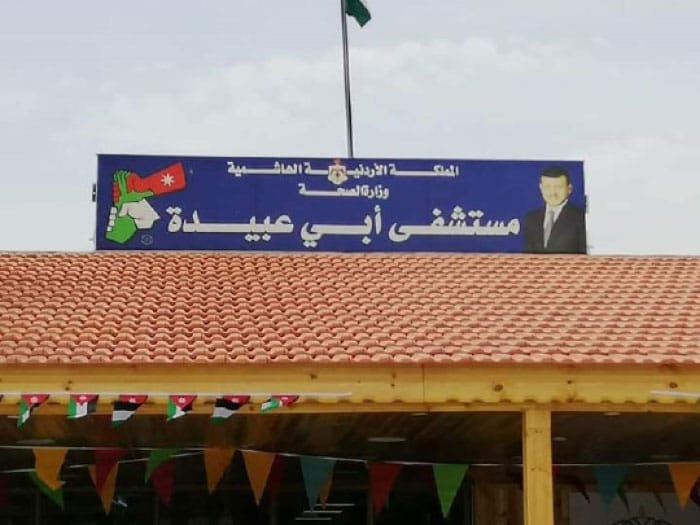 المملكة الأردنية الهاشمية
وزارة الصحة
مستشفى أبي عبيدة